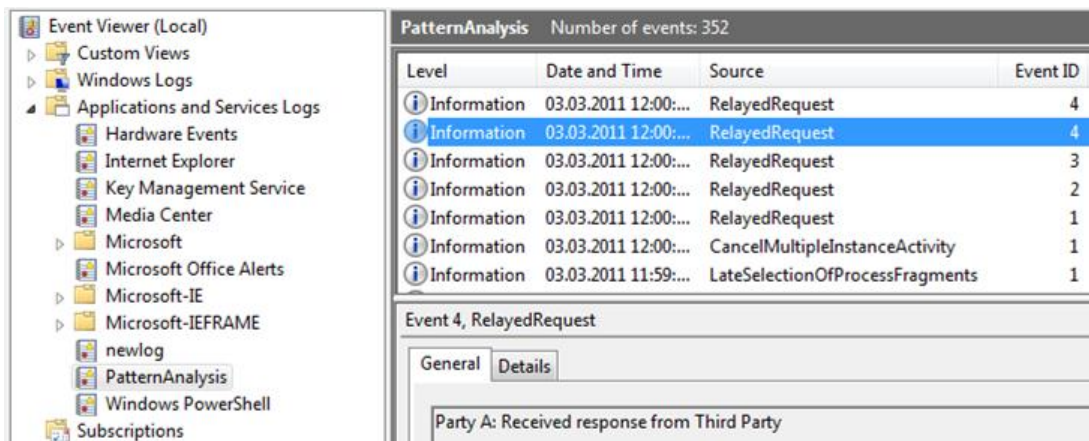 Event Viewer (Local)
Custom Views
Windows Logs
Applications and Services Logs
Hardware Events
Internet Explorer
Key Management Service
Media Center
Microsoft
Microsoft Office Alerts
Microsoft-IE
Microsoft-IEFRAME
newlog
PatternAnalysis
Windows PowerShell
Subscriptions
PatternAnalysis Number of events: 352
Level Date and Time Source Event ID
Information 03.03.2011 12:00:... RelayedRequest 4
Information 03.03.2011 12:00:... RelayedRequest 4
Information 03.03.2011 12:00:... RelayedRequest 3
Information 03.03.2011 12:00:... RelayedRequest 2
Information 03.03.2011 12:00:... RelayedRequest 1
Information 03.03.2011 12:00:... CancelMultipleInstanceActivity 1
Information 03.03.2011 11:59:... LateSelectionOfProcessFragments 1
Event 4, RelayedRequest
General Details
Party A: Received response from Third Party